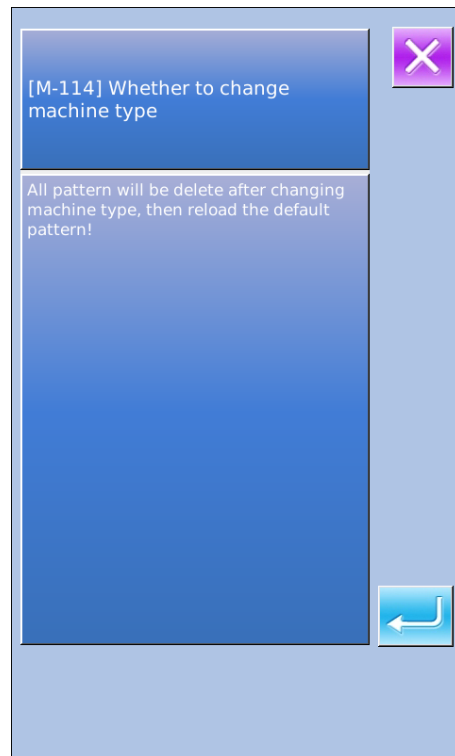 [M-114] Whether to change
machine type
All pattern will be delete after changing
machine type, then reload the default
pattern!